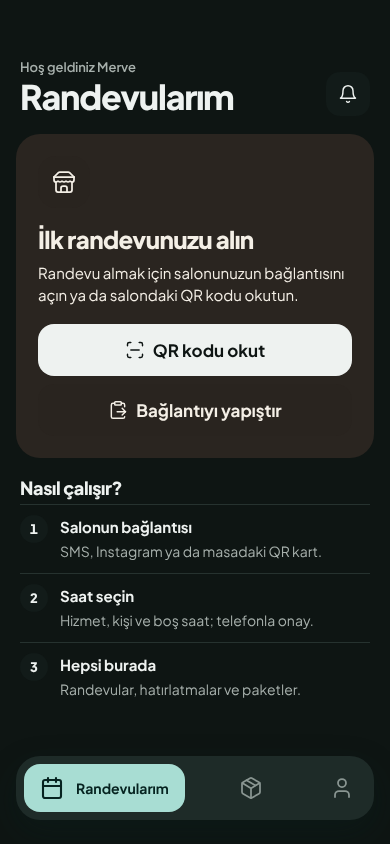 Hoş geldiniz Merve
Randevularım
İlk randevunuzu alın
Randevu almak için salonunuzun bağlantısını
açın ya da salondaki QR kodu okutun.
QR kodu okut
Bağlantıyı yapıştır
Nasıl çalışır?
1
Salonun bağlantısı
SMS, Instagram ya da masadaki QR kart.
2
Saat seçin
Hizmet, kişi ve boş saat; telefonla onay.
3
Hepsi burada
Randevular, hatırlatmalar ve paketler.
Randevularım